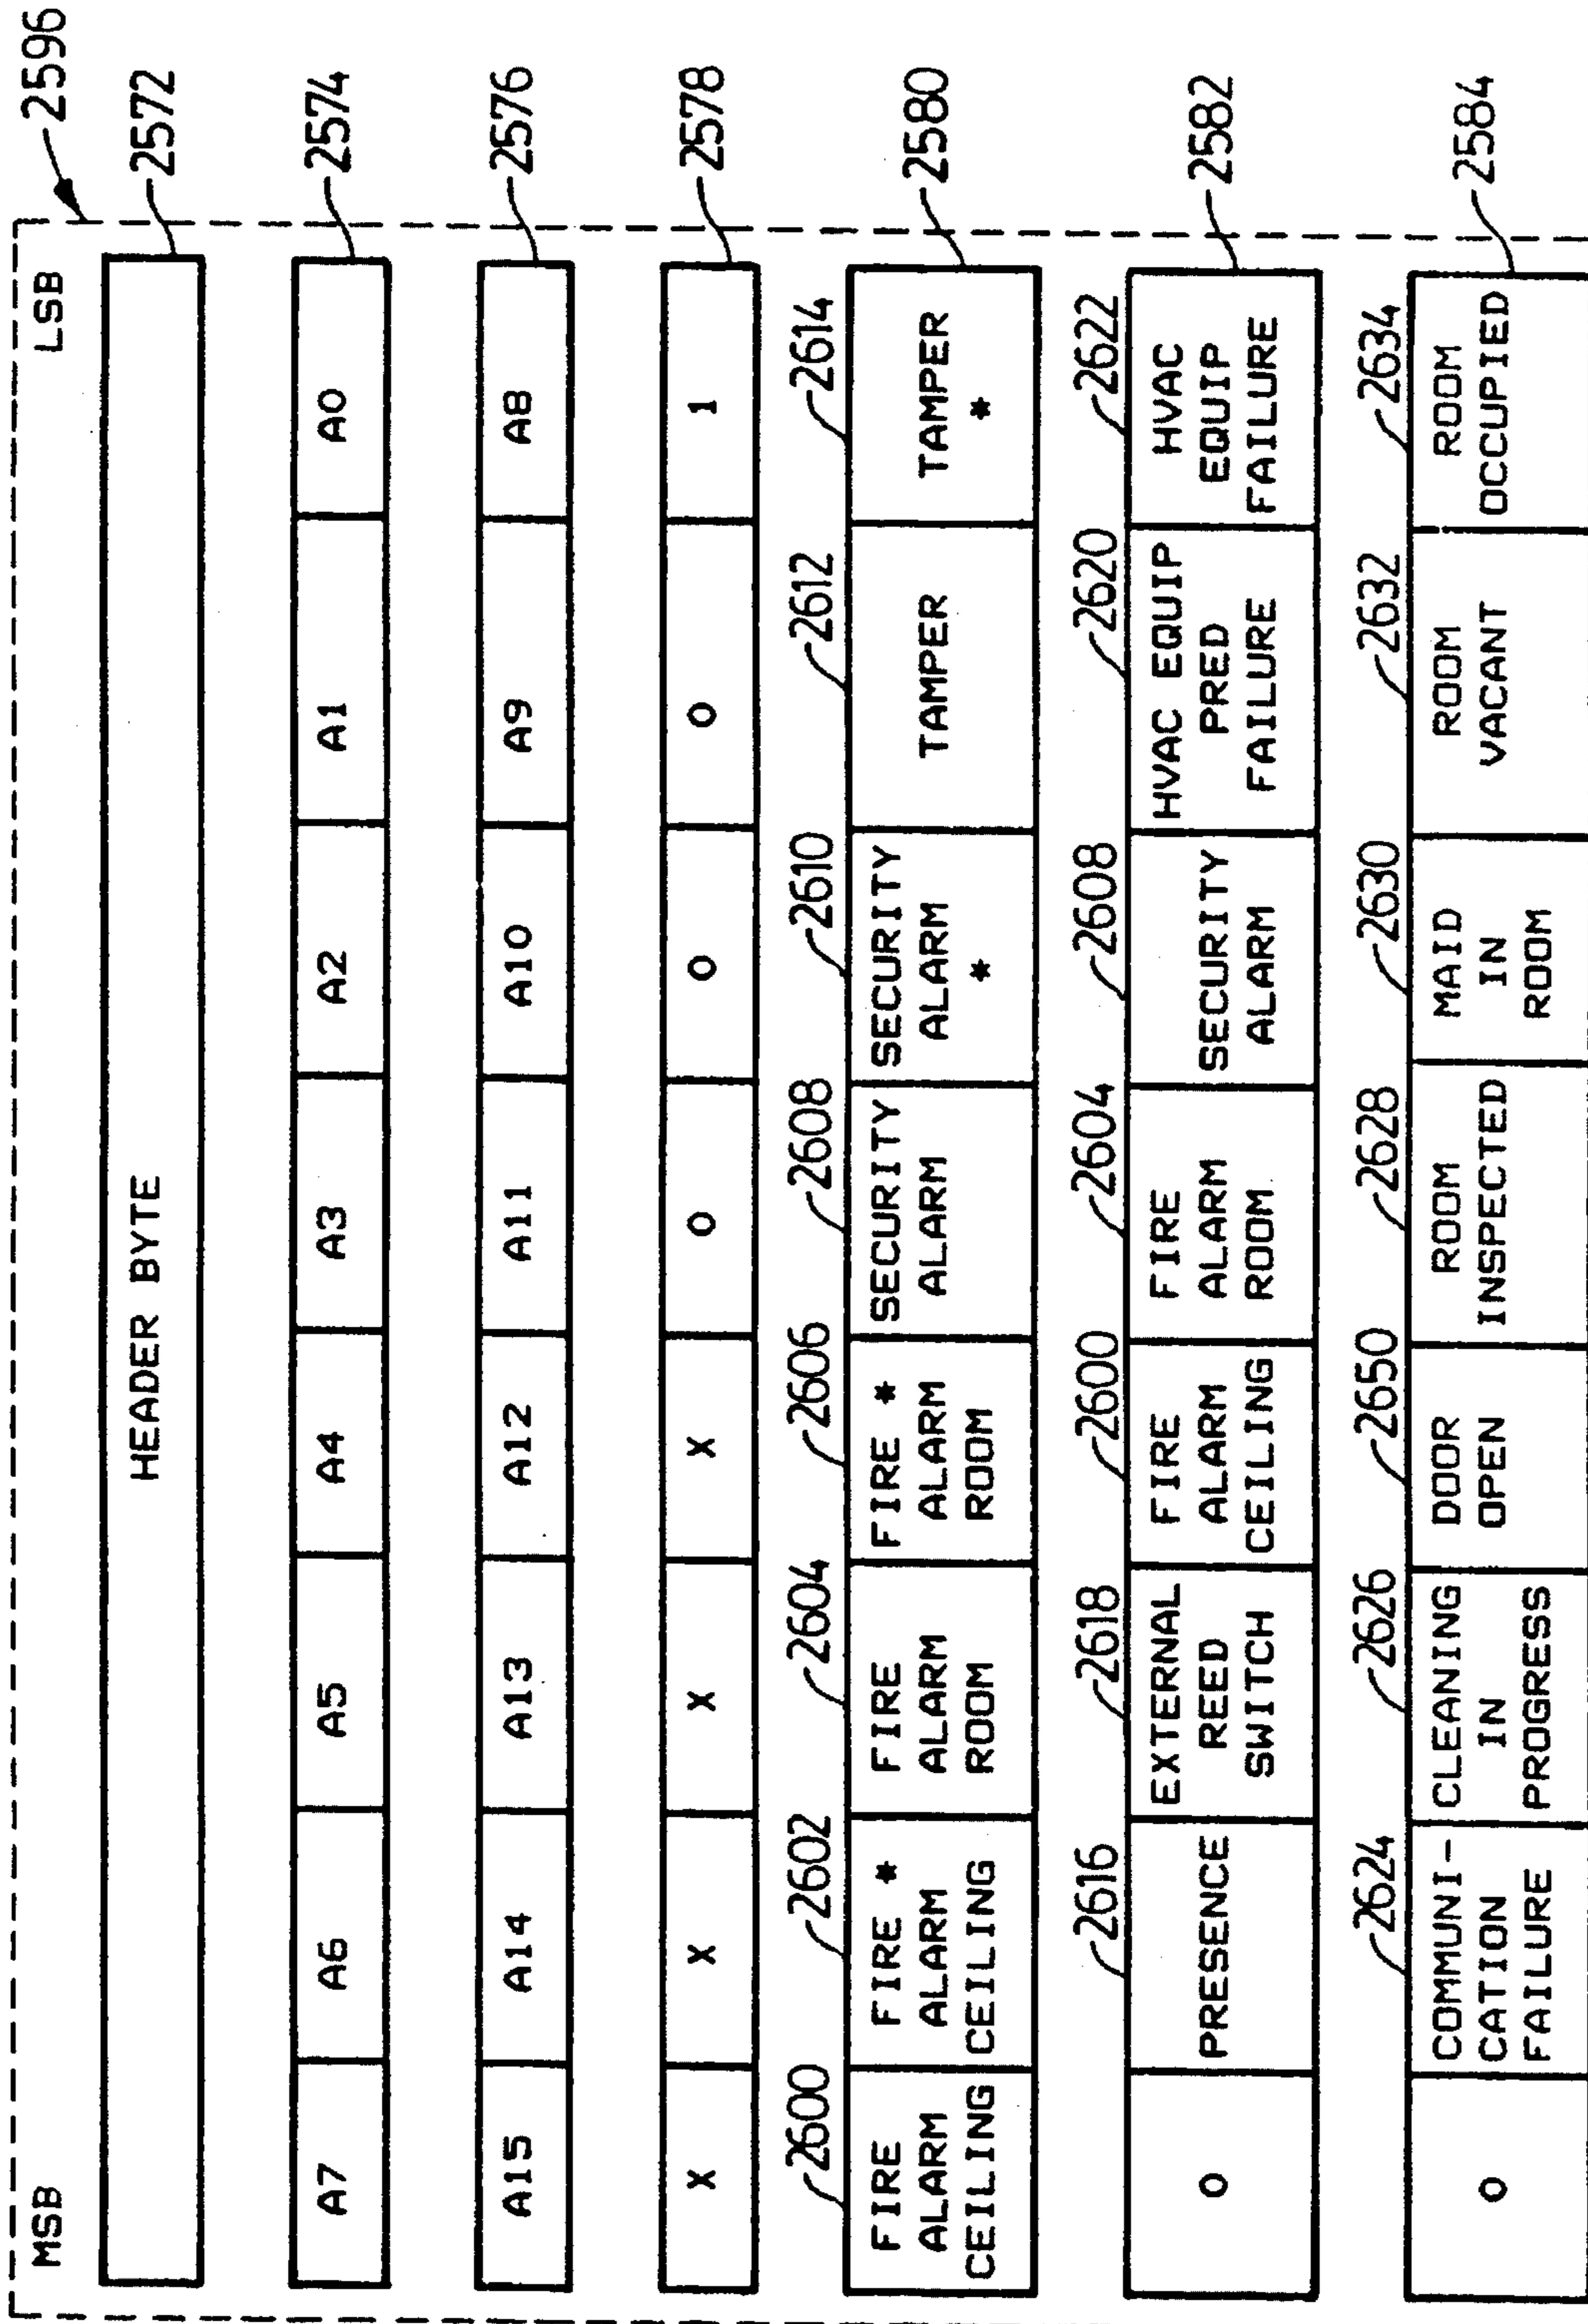 2596
MSB
LSB
HEADER BYTE
2572
A7 A6 A5 A4 A3 A2 A1 A0
2574
A15 A14 A13 A12 A11 A10 A9 A8
2576
X X X X 0 0 0 1
2578
2600 2602 2604 2606 2608 2610 2612 2614
FIRE
ALARM
CEILING
FIRE *
ALARM
CEILING
FIRE
ALARM
ROOM
FIRE *
ALARM
ROOM
SECURITY
ALARM
SECURITY
ALARM
*
TAMPER
TAMPER
*
2580
2616 2618 2600 2604 2608 2620 2622
0
PRESENCE
EXTERNAL
REED
SWITCH
FIRE
ALARM
CEILING
FIRE
ALARM
ROOM
SECURITY
ALARM
HVAC EQUIP
PRED
FAILURE
HVAC
EQUIP
FAILURE
2582
2624 2626 2650 2628 2630 2632 2634
0
COMMUNI-
CATION
FAILURE
CLEANING
IN
PROGRESS
DOOR
OPEN
ROOM
INSPECTED
MAID
IN
ROOM
ROOM
VACANT
ROOM
OCCUPIED
2584